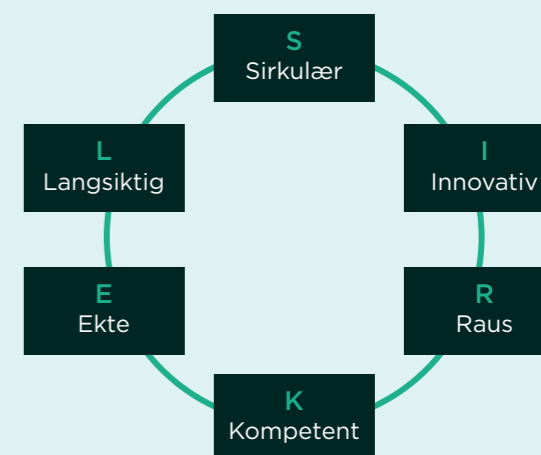 S
Sirkulær
I
Innovativ
R
Raus
K
Kompetent
E
Ekte
L
Langsiktig